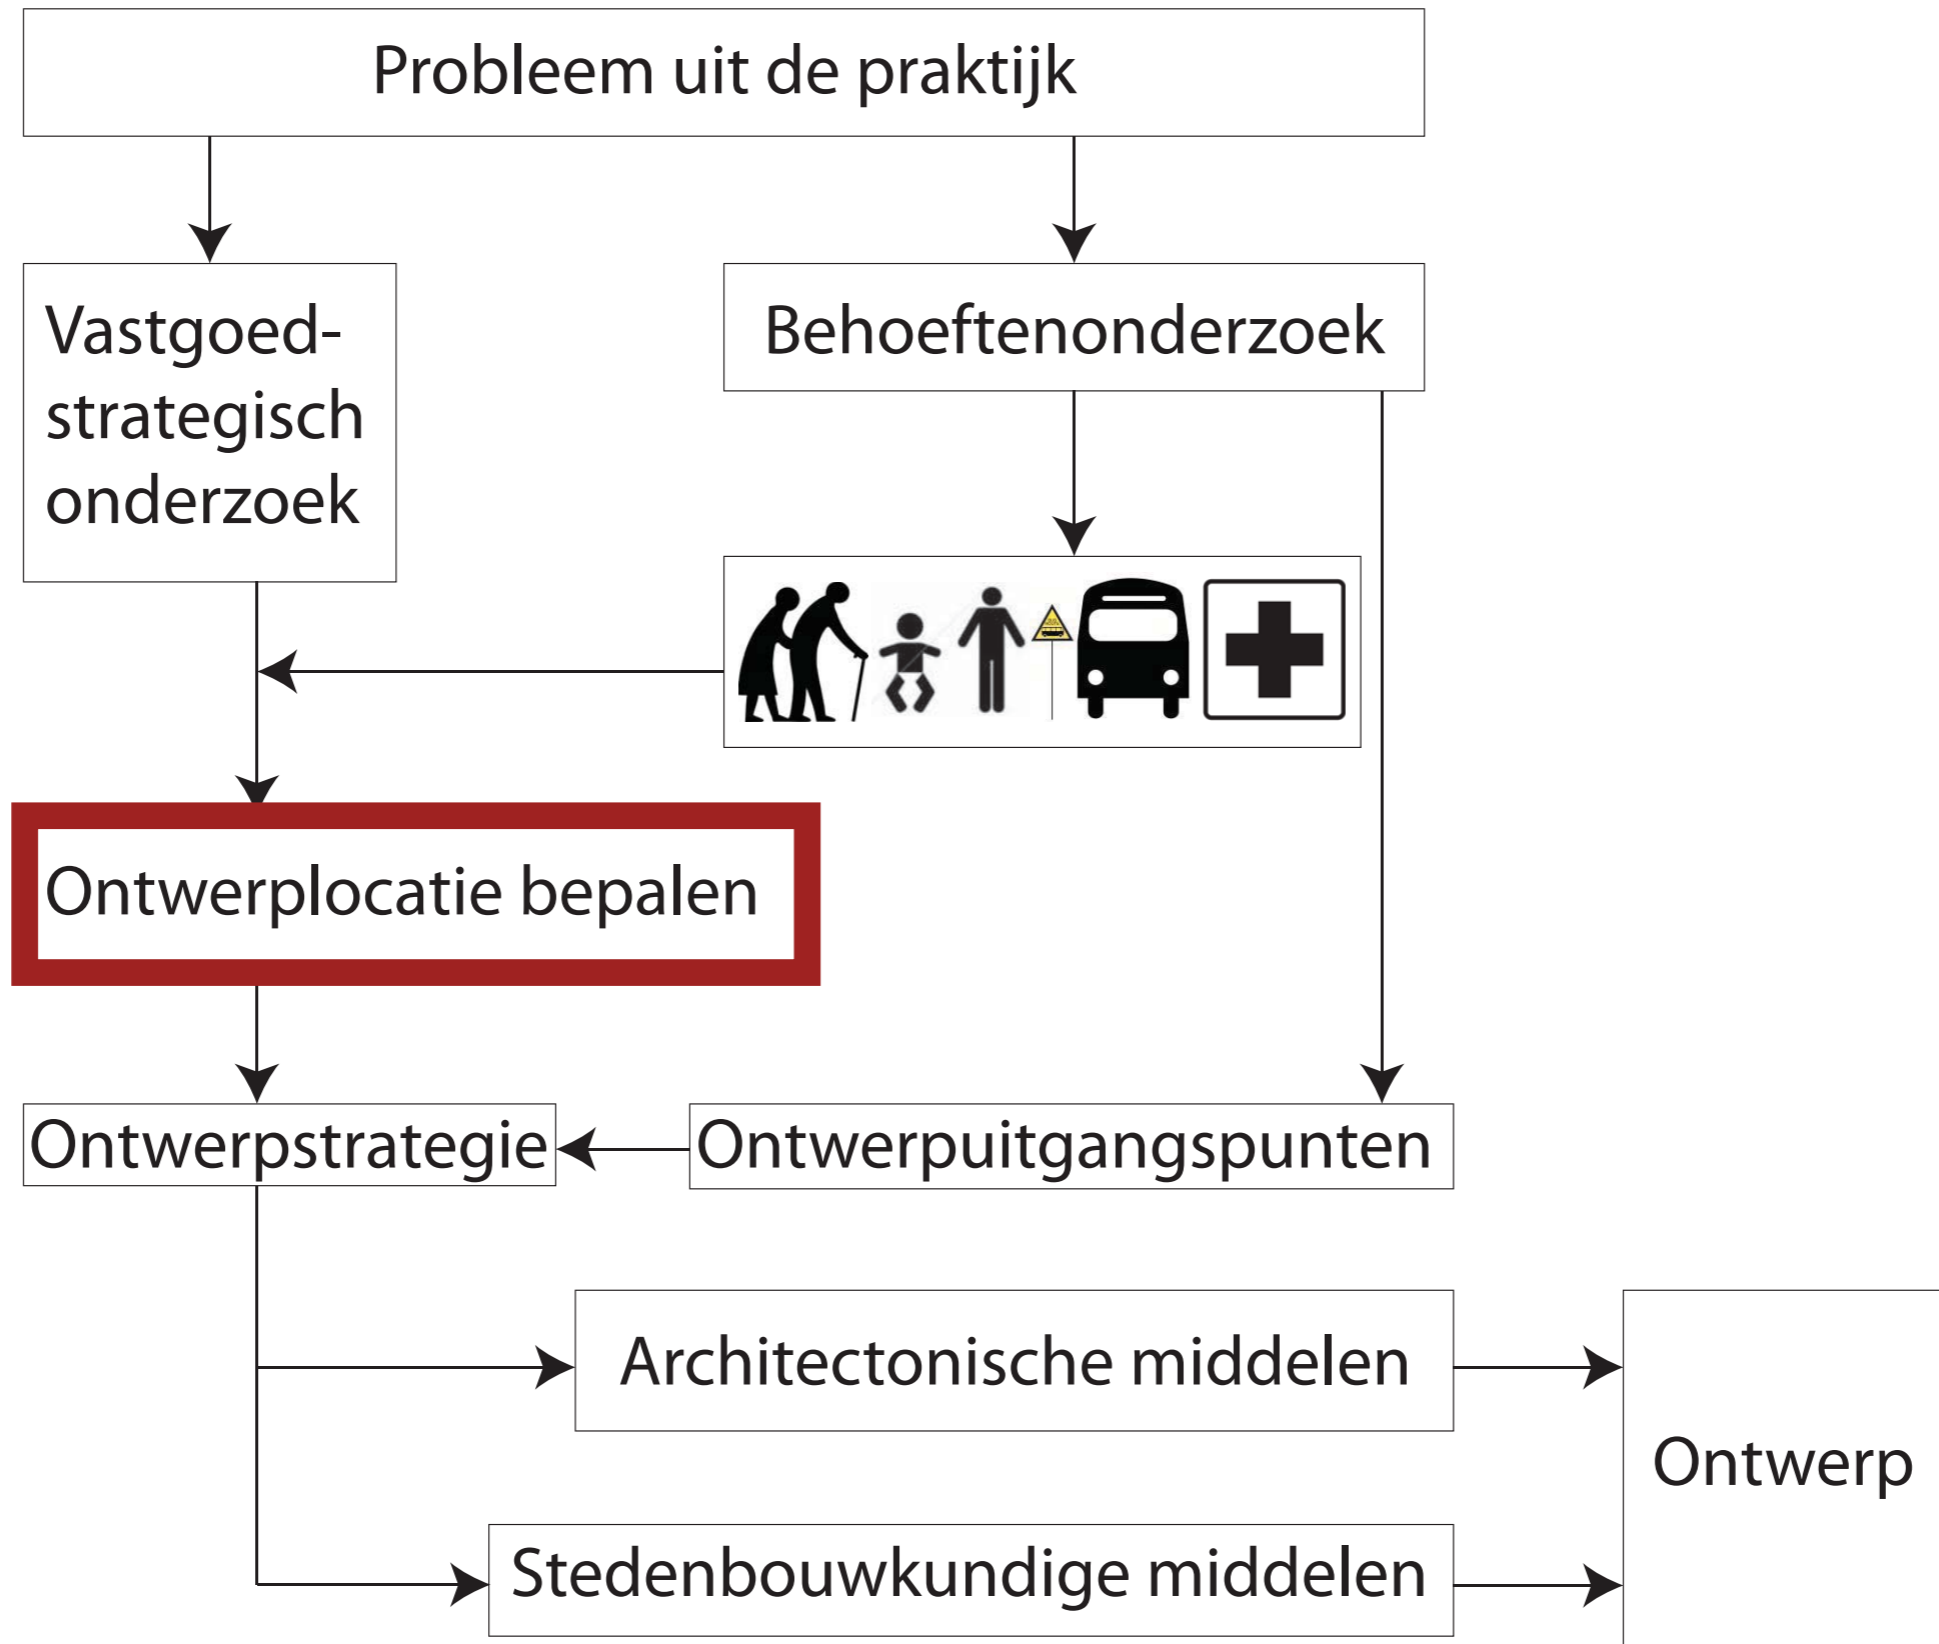 Probleem uit de praktijk
Vastgoed-
strategisch
onderzoek
Behoeftenonderzoek
Ontwerplocatie bepalen
Ontwerpstrategie
Ontwerpuitgangspunten
Architectonische middelen
Ontwerp
Stedenbouwkundige middelen